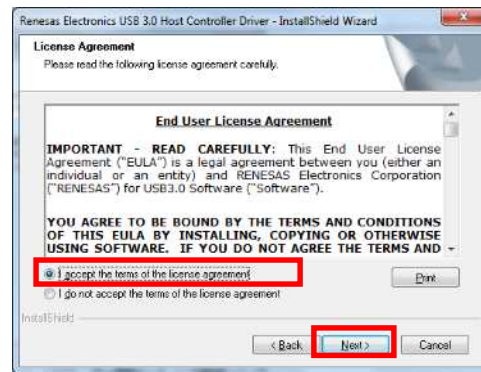 Renesas Electronics USB 3.0 Host Controller Driver - InstallShield Wizard
License Agreement
Please read the following license agreement carefully.
End User License Agreement
IMPORTANT - READ CAREFULLY: This End User License
Agreement ("EULA") is a legal agreement between you (either an
individual or an entity) and RENESAS Electronics Corporation
("RENESAS") for USB3.0 Software ("Software").
YOU AGREE TO BE BOUND BY THE TERMS AND CONDITIONS
OF THIS EULA BY INSTALLING, COPYING OR OTHERWISE
USING SOFTWARE. IF YOU DO NOT AGREE THE TERMS AND
I accept the terms of the license agreement
Print
I do not accept the terms of the license agreement
InstallShield
< Back
Next >
Cancel